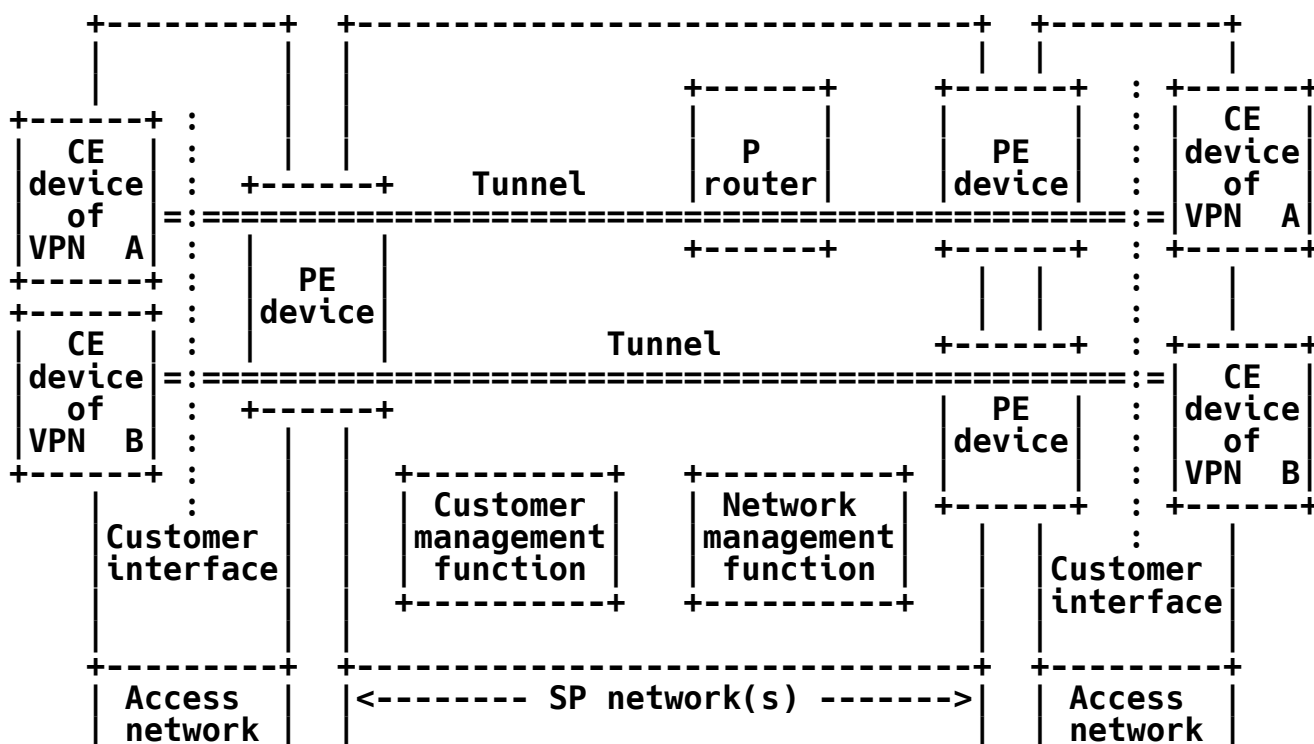 +---------+  +---------------------------------+  +---------+
|         |  |                                 |  |         |
|         |  |                  +------+     +------+  : +------+
+------+ :         |  |                  |      |     |      |  : |  CE  |
|  CE  | :         |  |                  |  P   |     |  PE  |  : |device|
|device| :  +------+    Tunnel      |router|     |device|  : |  of  |
|  of  |=:================================================:=|VPN  A|
|VPN  A| :  |      |                +------+     +------+  : +------+
+------+ :  |  PE  |                               |  |    :    |
+------+ :  |device|                               |  |    :    |
|  CE  | :  |      |           Tunnel            +------+  : +------+
|device|=:================================================:=|  CE  |
|  of  | :  +------+                             |  PE  |  : |device|
|VPN  B| :    |  |                               |device|  : |  of  |
+------+ :    |  |  +----------+   +----------+  |      |  : |VPN  B|
|    :    |  |  | Customer |   | Network  |  +------+  : +------+
|Customer |  |  |management|   |management|    |  |    :    |
|interface|  |  | function |   | function |    |  |Customer |
|         |  |  +----------+   +----------+    |  |interface|
|         |  |                                 |  |         |
+---------+  +---------------------------------+  +---------+
| Access  |  |<-------- SP network(s) -------->|  | Access  |
| network |  |                                 |  | network |